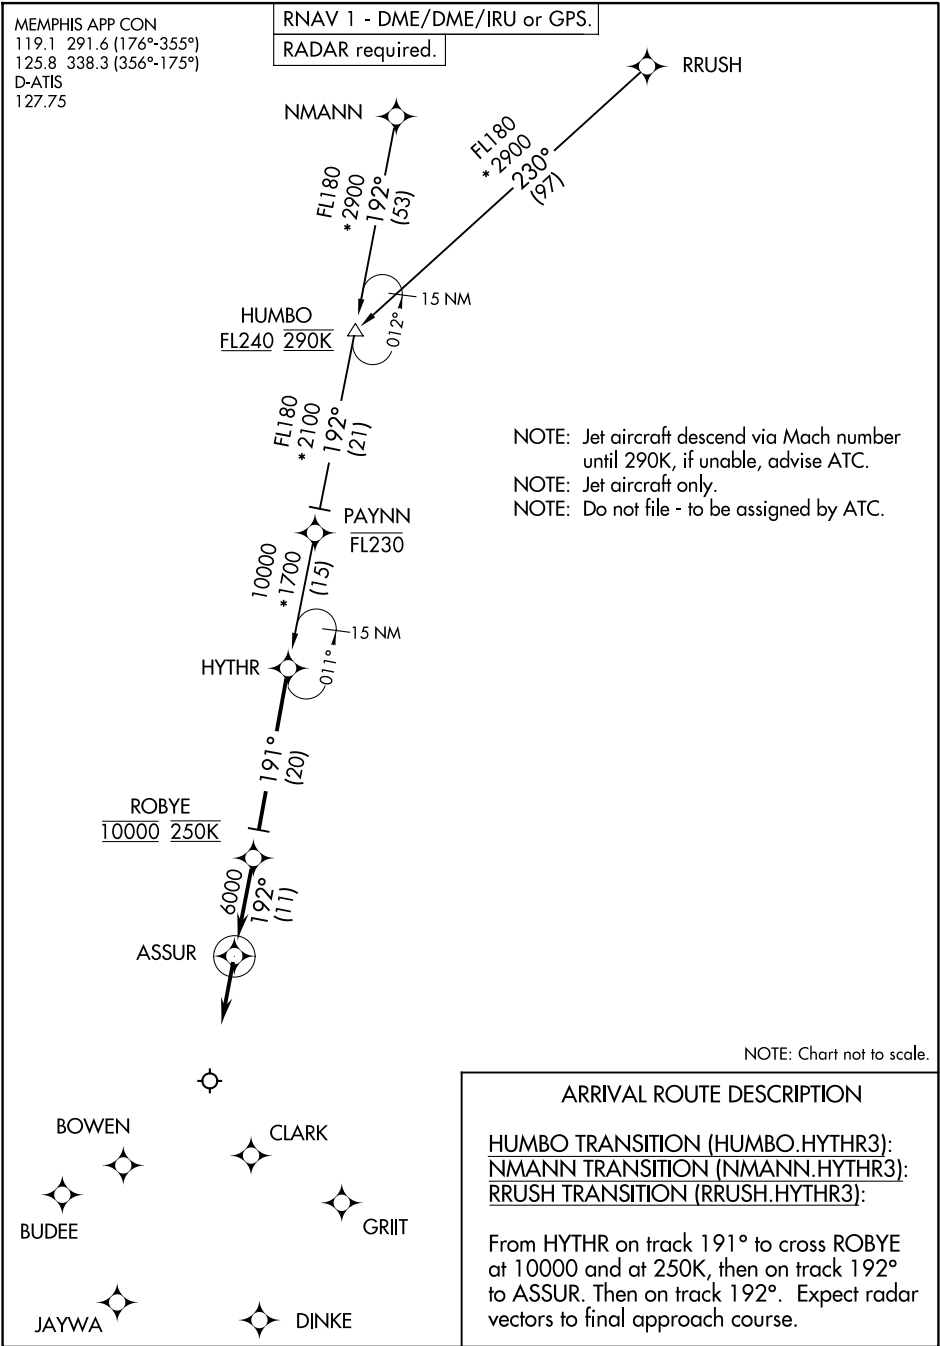 MEMPHIS APP CON
119.1 291.6 (176°-355°)
125.8 338.3 (356°-175°)
D-ATIS
127.75
RNAV 1 - DME/DME/IRU or GPS.
RADAR required.
RRUSH
NMANN
FL180
*2900
230°
(97)
FL180
*2900
192°
(53)
15 NM
012°
HUMBO
FL240 290K
FL180
*2100
192°
(21)
NOTE: Jet aircraft descend via Mach number
until 290K, if unable, advise ATC.
NOTE: Jet aircraft only.
NOTE: Do not file - to be assigned by ATC.
PAYNN
FL230
10000
*1700
(15)
15 NM
011°
HYTHR
191°
(20)
ROBYE
10000 250K
6000
192°
(11)
ASSUR
NOTE: Chart not to scale.
BOWEN
CLARK
BUDEE
GRIIT
JAYWA
DINKE
ARRIVAL ROUTE DESCRIPTION
HUMBO TRANSITION (HUMBO.HYTHR3):
NMANN TRANSITION (NMANN.HYTHR3):
RRUSH TRANSITION (RRUSH.HYTHR3):
From HYTHR on track 191° to cross ROBYE
at 10000 and at 250K, then on track 192°
to ASSUR. Then on track 192°. Expect radar
vectors to final approach course.